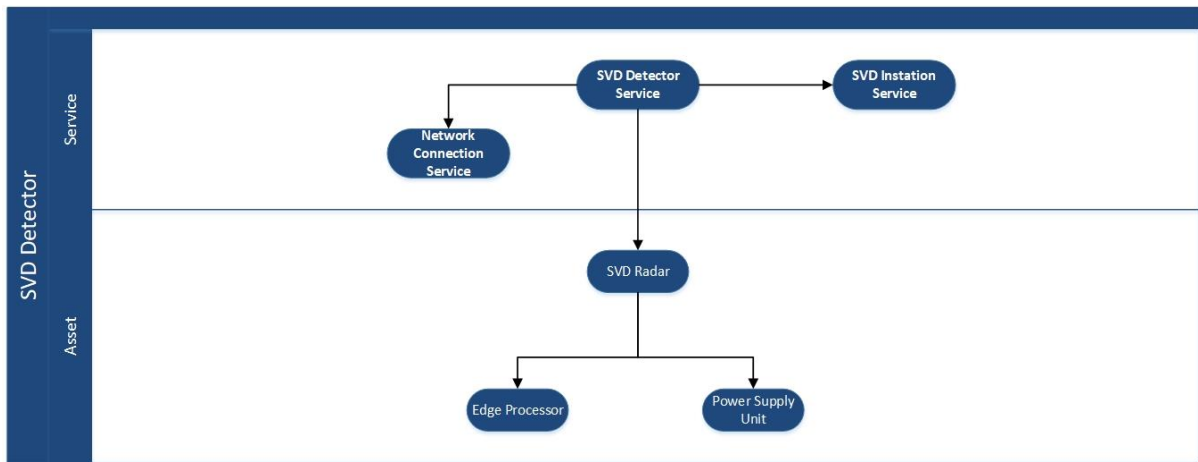 SVD Detector
Service
SVD Detector
Service
SVD Instation
Service
Network
Connection
Service
Asset
SVD Radar
Edge Processor
Power Supply
Unit